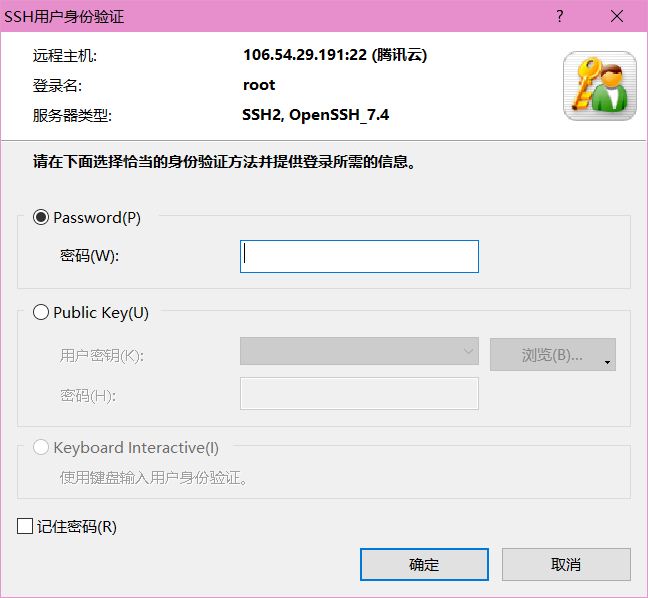 SSH用户身份验证
远程主机: 106.54.29.191:22 (腾讯云)
登录名: root
服务器类型: SSH2, OpenSSH_7.4
请在下面选择恰当的身份验证方法并提供登录所需的信息。
Password(P)
密码(W):
Public Key(U)
用户密钥(K): 浏览(B)...
密码(H):
Keyboard Interactive(I)
使用键盘输入用户身份验证。
记住密码(R)
确定 取消